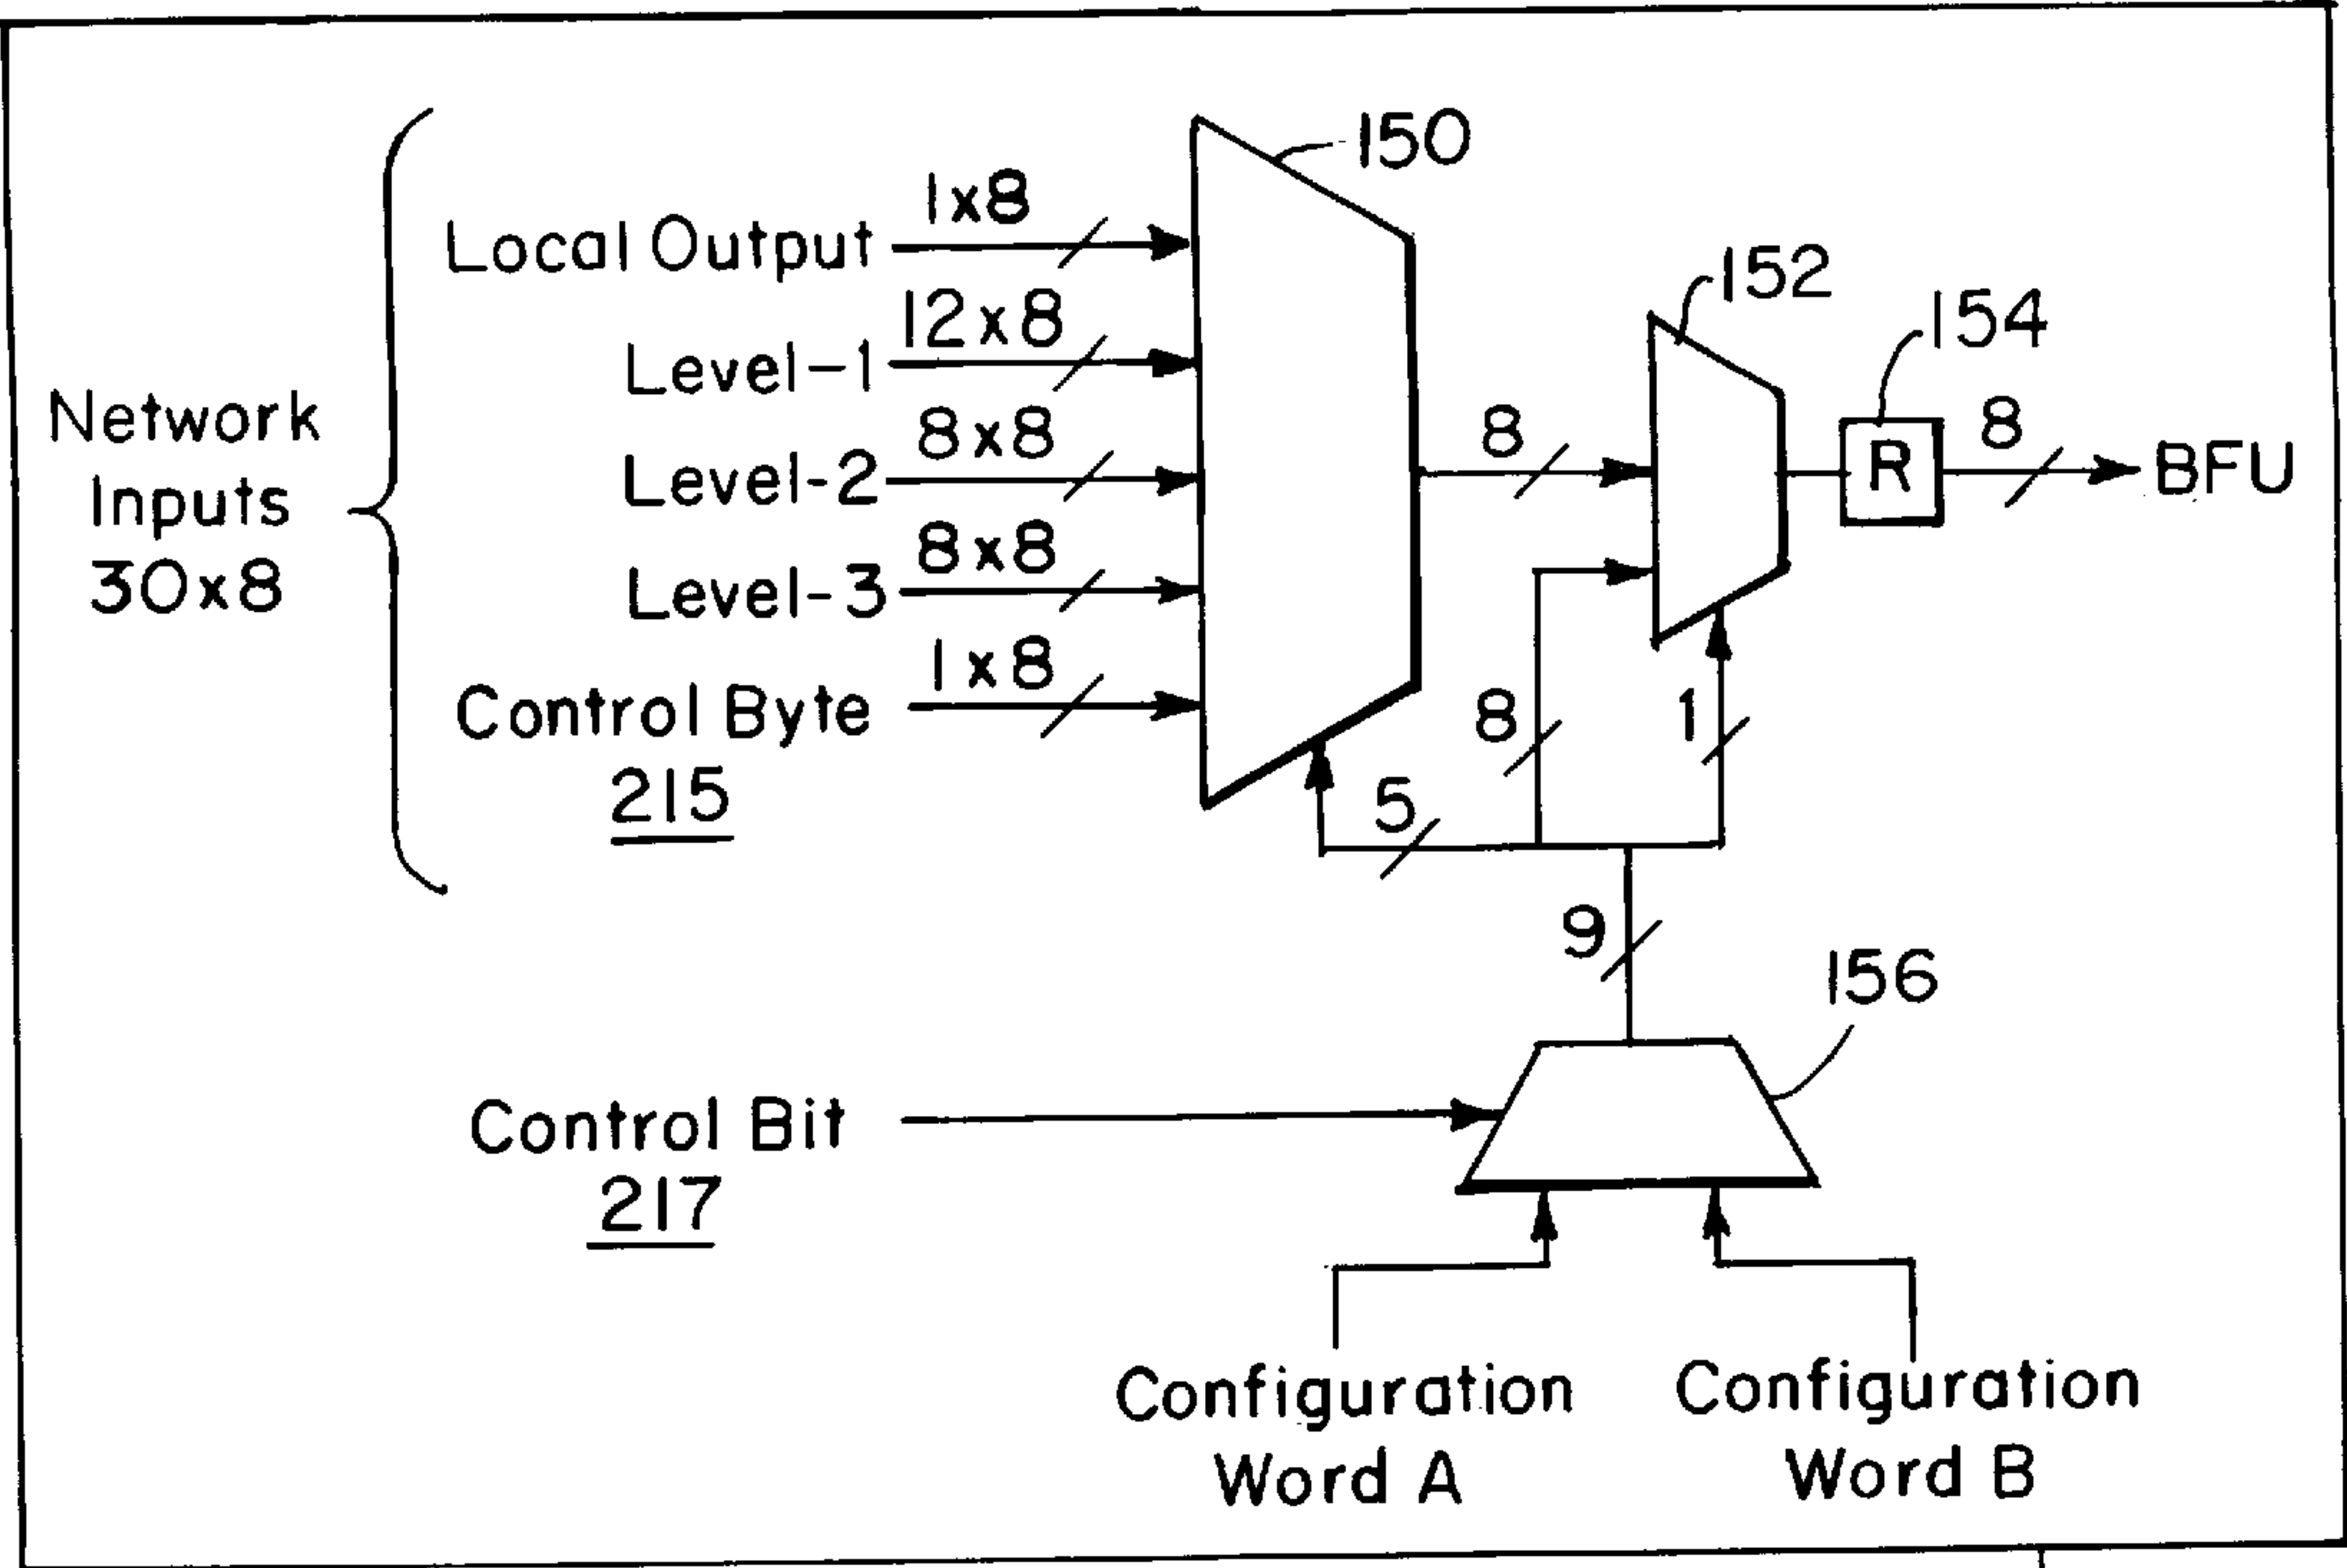 150
1x8
Local Output
12x8
Level-1
8x8
Level-2
8x8
Level-3
1x8
Control Byte
215
Network
Inputs
30x8
152
154
8
R
8
BFU
8
1
5
9
156
Control Bit
217
Configuration
Word A
Configuration
Word B